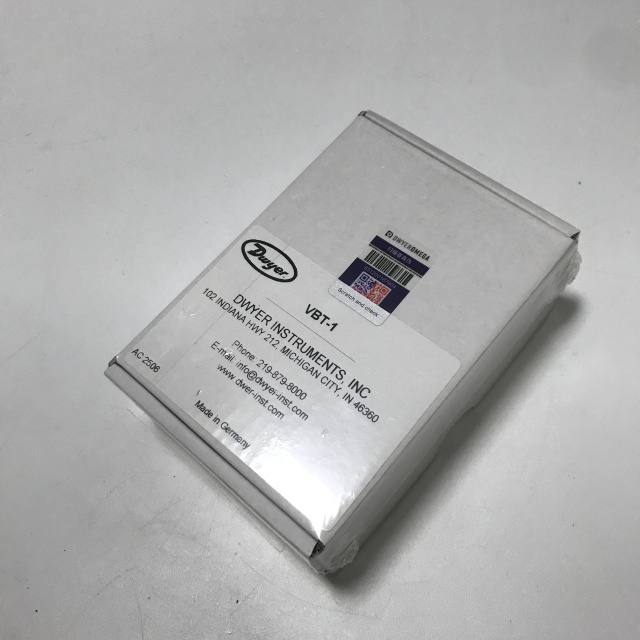 DWYEROMEGA
Scratch and check
Dwyer
VBT-1
DWYER INSTRUMENTS, INC
102 INDIANA HWY 212, MICHIGAN CITY, IN 46360
Phone: 219-879-8000
E-mail: info@dwyer-inst.com
www.dwer-inst.com
AC 2506
Made in Germany